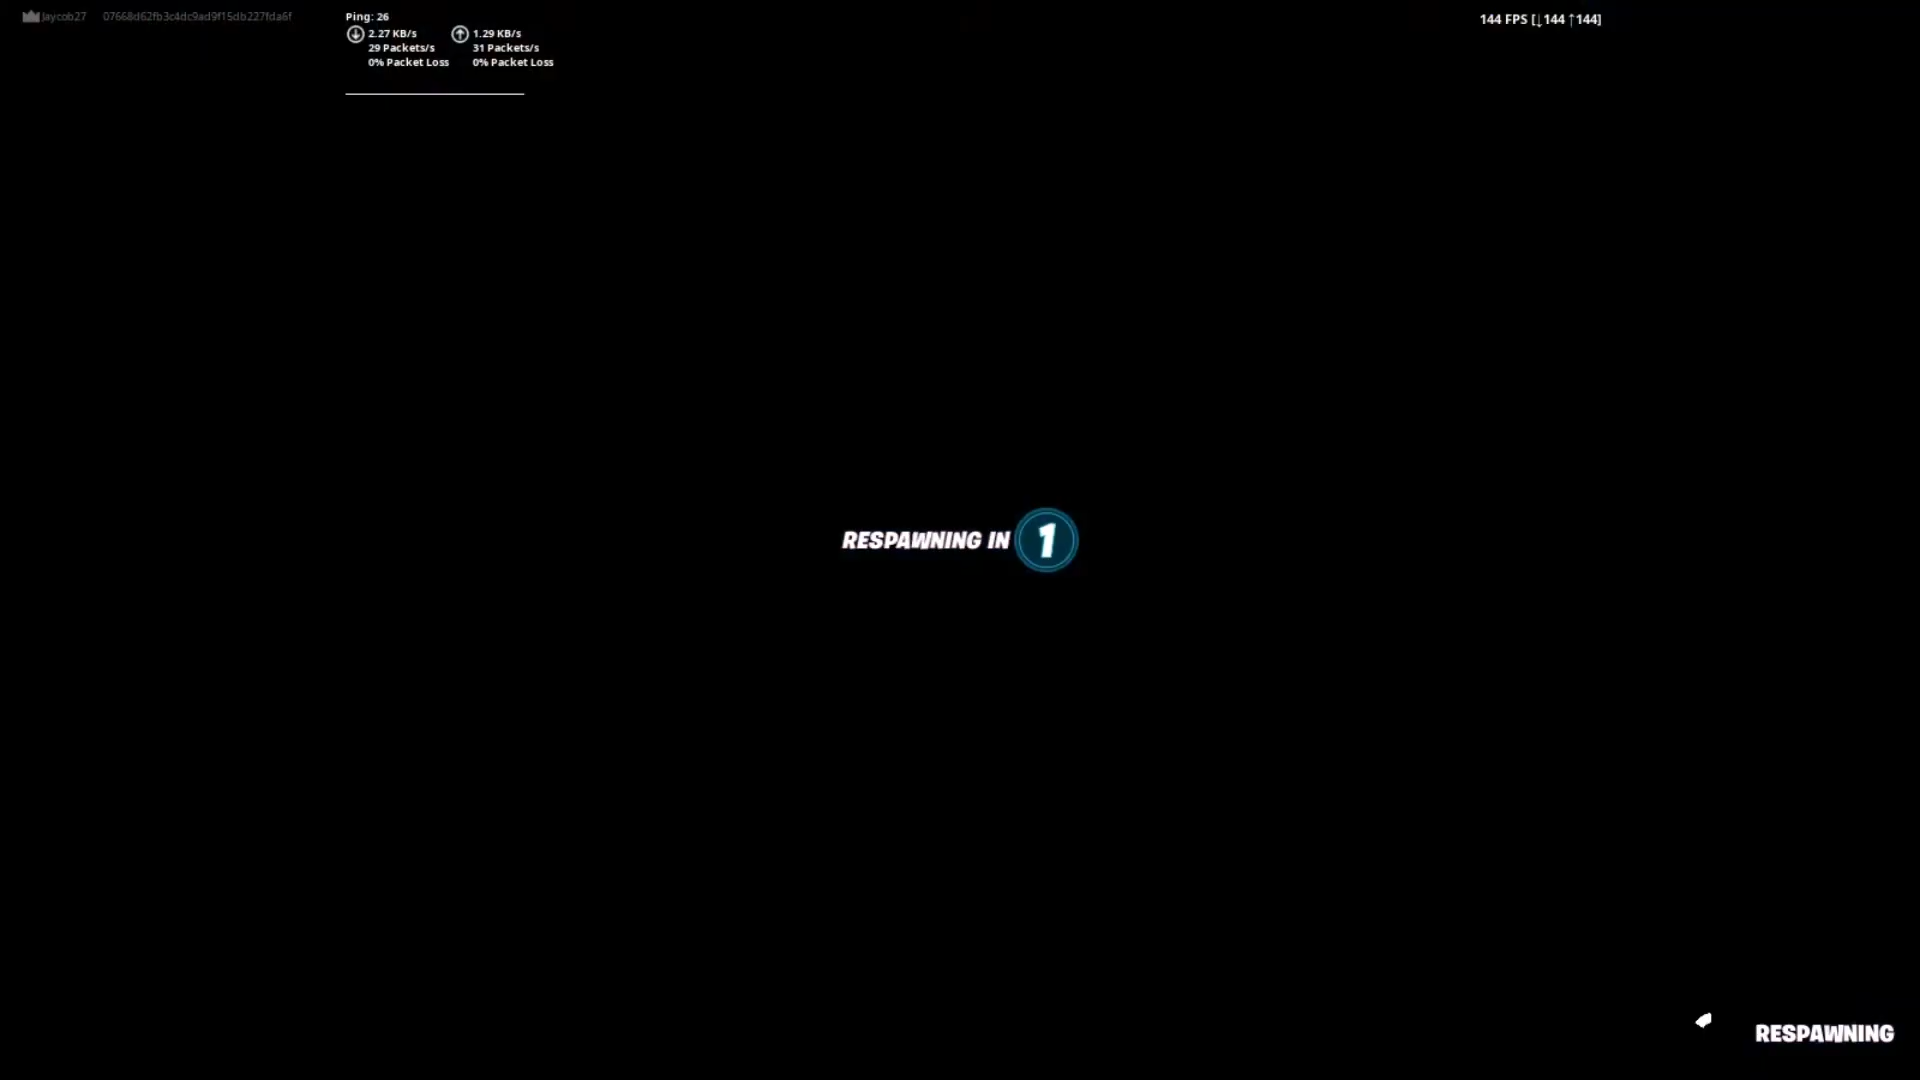 Jaycob27 07668d62fb3c4dc9ad9f15db227fda6f
Ping: 26
2.27 KB/s 1.29 KB/s
29 Packets/s 31 Packets/s
0% Packet Loss 0% Packet Loss
144 FPS [↓144 ↑144]
RESPAWNING IN 1
RESPAWNING